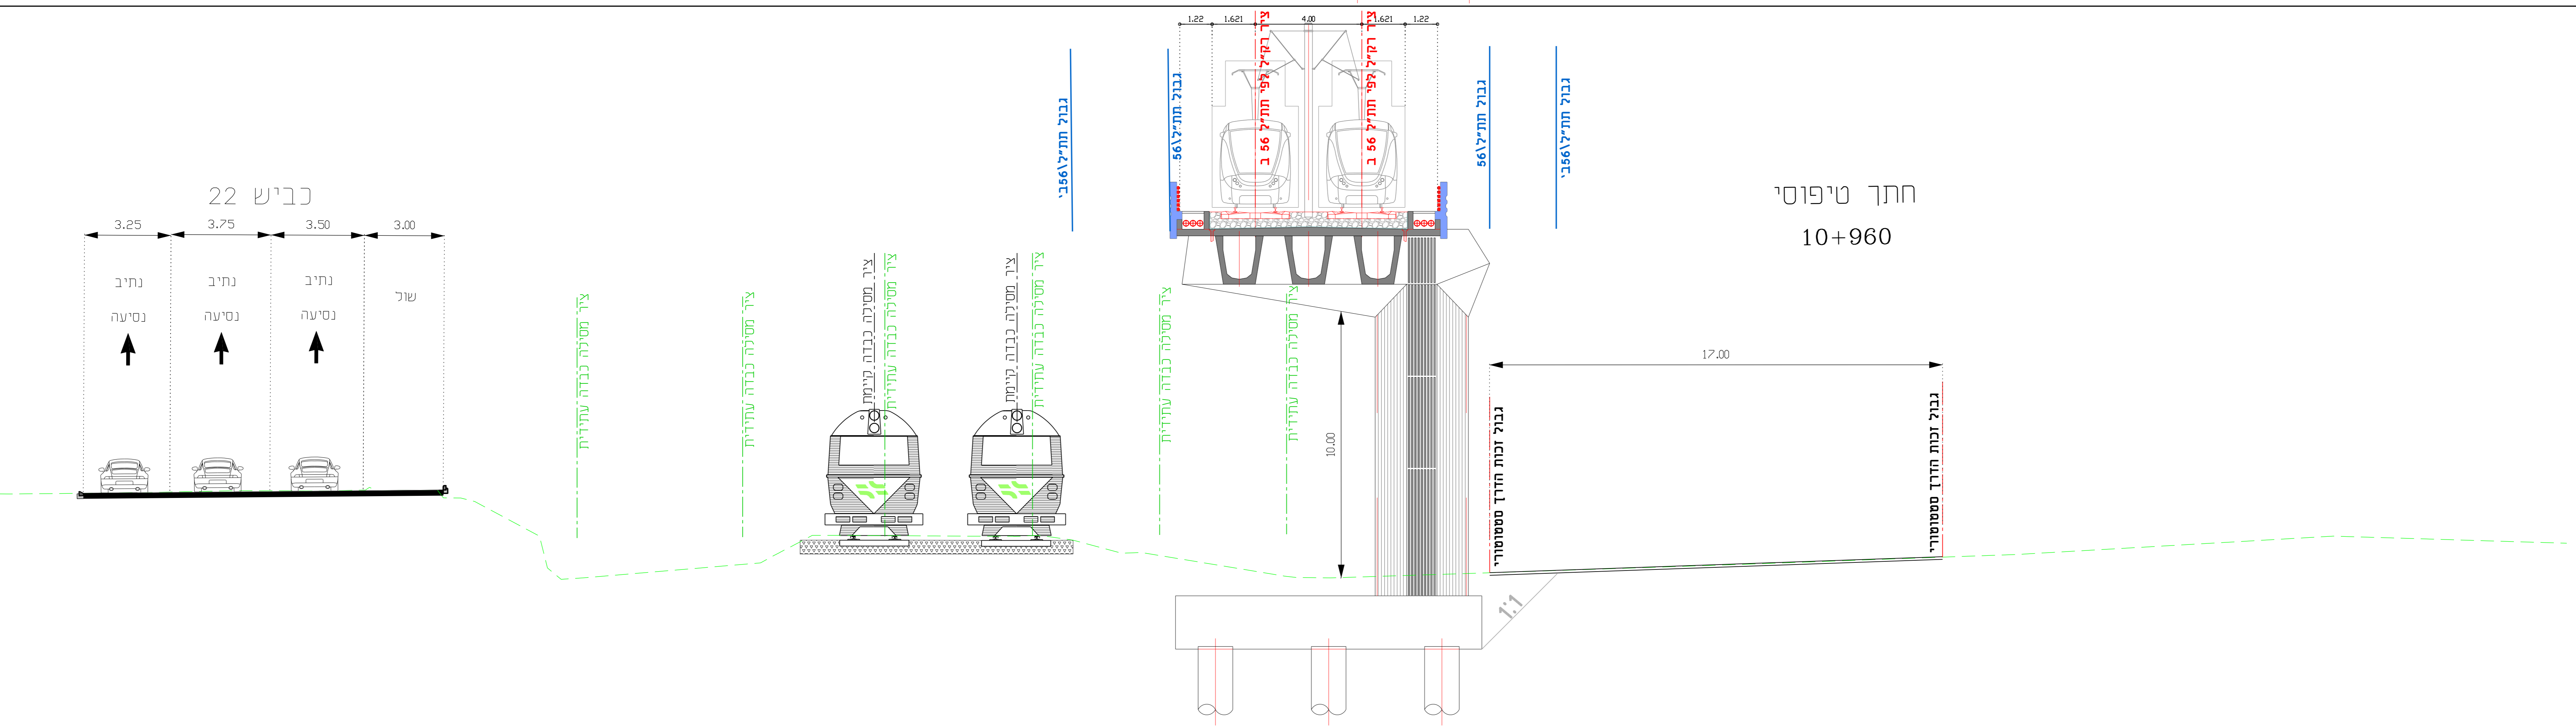 1.22 1.621 4.00 1.621 1.22
ציר רק"ל לפי תת"ל 56 ב
ציר רק"ל לפי תת"ל 56 ב
גבול תת"ל\56בי
גבול תת"ל\56
גבול תת"ל\56
גבול תת"ל\56בי
כביש 22
3.25 3.75 3.50 3.00
נתיב
נסיעה
נתיב
נסיעה
נתיב
נסיעה
שול
חתך טיפוסי
10+960
ציר מסילה כבדה עתידית
ציר מסילה כבדה עתידית
ציר מסילה כבדה קיימת
ציר מסילה כבדה עתידית
ציר מסילה כבדה קיימת
ציר מסילה כבדה עתידית
ציר מסילה כבדה עתידית
ציר מסילה כבדה עתידית
10.00
17.00
גבול זכות הדרך סטטוטורי
גבול זכות הדרך סטטוטורי
1:1